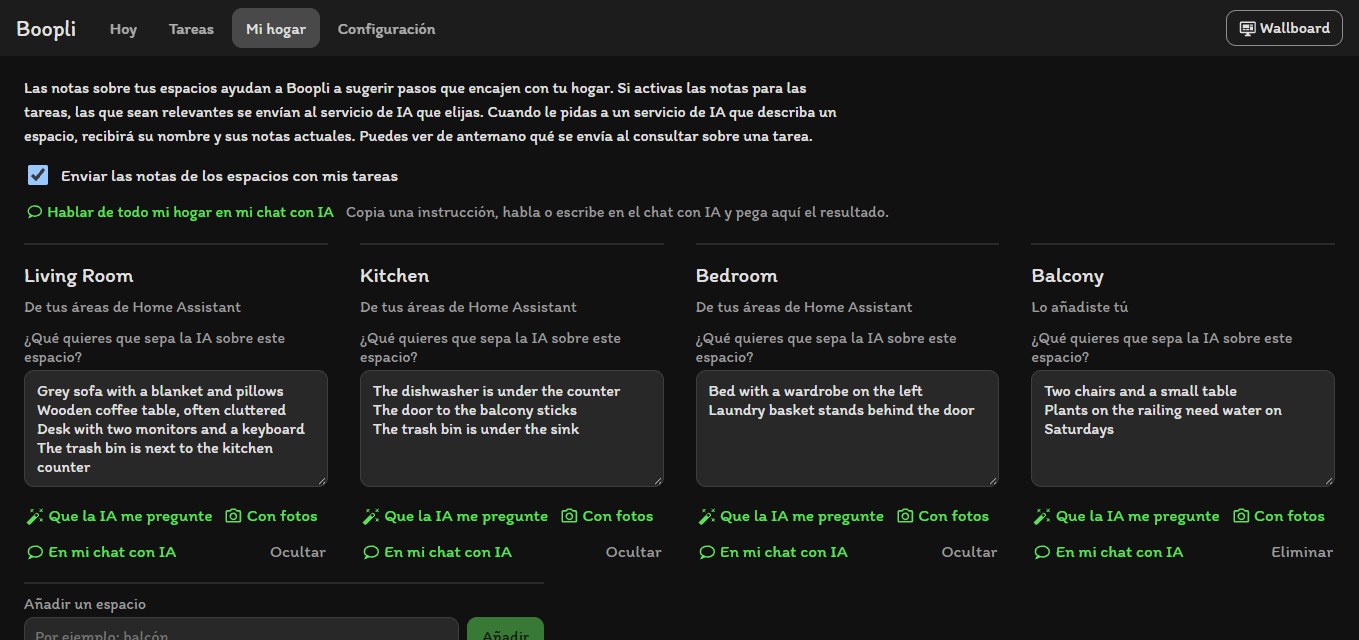 Boopli
Hoy
Tareas
Mi hogar
Configuración
Wallboard
Las notas sobre tus espacios ayudan a Boopli a sugerir pasos que encajen con tu hogar. Si activas las notas para las
tareas, las que sean relevantes se envían al servicio de IA que elijas. Cuando le pidas a un servicio de IA que describa un
espacio, recibirá su nombre y sus notas actuales. Puedes ver de antemano qué se envía al consultar sobre una tarea.
Enviar las notas de los espacios con mis tareas
Hablar de todo mi hogar en mi chat con IA
Copia una instrucción, habla o escribe en el chat con IA y pega aquí el resultado.
Living Room
De tus áreas de Home Assistant
¿Qué quieres que sepa la IA sobre este
espacio?
Grey sofa with a blanket and pillows
Wooden coffee table, often cluttered
Desk with two monitors and a keyboard
The trash bin is next to the kitchen
counter
Que la IA me pregunte
Con fotos
En mi chat con IA
Ocultar
Kitchen
De tus áreas de Home Assistant
¿Qué quieres que sepa la IA sobre este
espacio?
The dishwasher is under the counter
The door to the balcony sticks
The trash bin is under the sink
Que la IA me pregunte
Con fotos
En mi chat con IA
Ocultar
Bedroom
De tus áreas de Home Assistant
¿Qué quieres que sepa la IA sobre este
espacio?
Bed with a wardrobe on the left
Laundry basket stands behind the door
Que la IA me pregunte
Con fotos
En mi chat con IA
Ocultar
Balcony
Lo añadiste tú
¿Qué quieres que sepa la IA sobre este
espacio?
Two chairs and a small table
Plants on the railing need water on
Saturdays
Que la IA me pregunte
Con fotos
En mi chat con IA
Eliminar
Añadir un espacio
Por ejemplo: balcón
Añadir